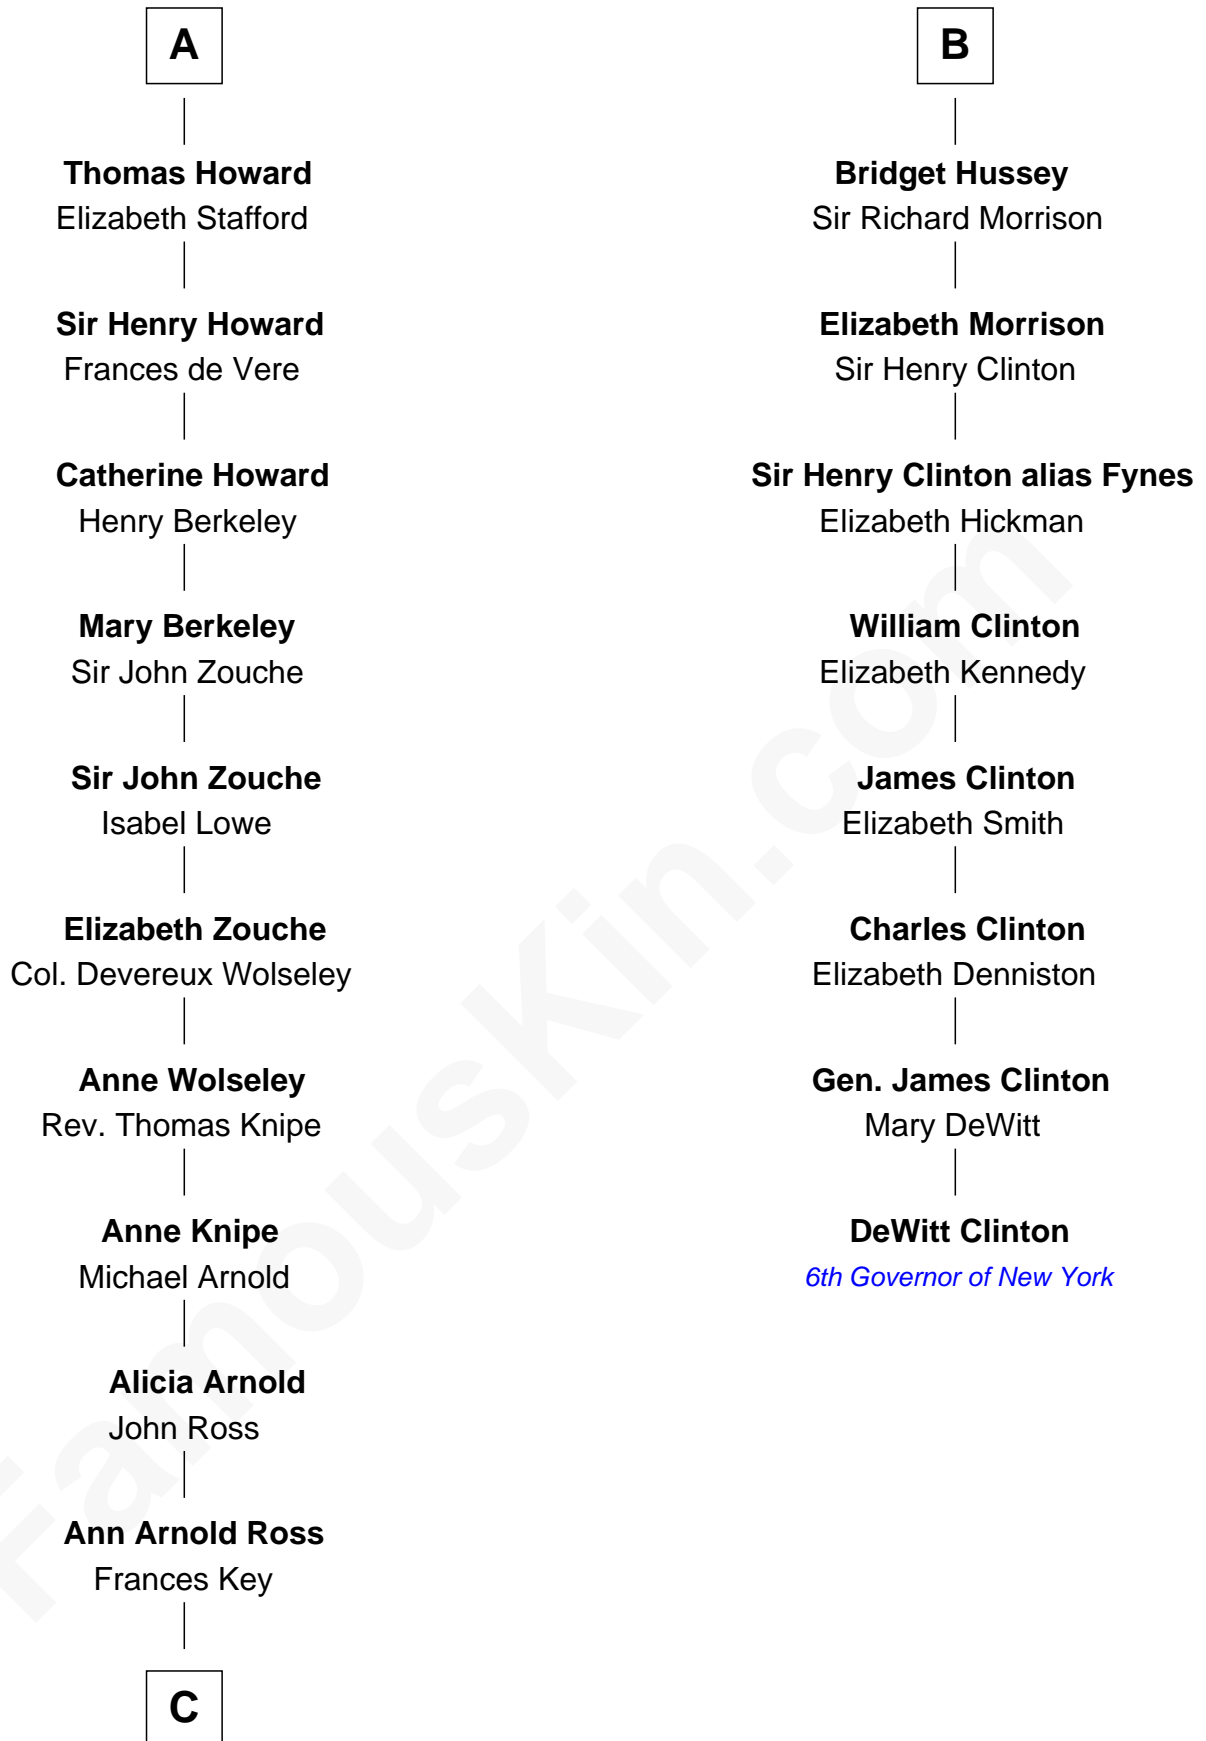 A
Thomas Howard
Elizabeth Stafford
Sir Henry Howard
Frances de Vere
Catherine Howard
Henry Berkeley
Mary Berkeley
Sir John Zouche
Sir John Zouche
Isabel Lowe
Elizabeth Zouche
Col. Devereux Wolseley
Anne Wolseley
Rev. Thomas Knipe
Anne Knipe
Michael Arnold
Alicia Arnold
John Ross
Ann Arnold Ross
Frances Key
C
B
Bridget Hussey
Sir Richard Morrison
Elizabeth Morrison
Sir Henry Clinton
Sir Henry Clinton alias Fynes
Elizabeth Hickman
William Clinton
Elizabeth Kennedy
James Clinton
Elizabeth Smith
Charles Clinton
Elizabeth Denniston
Gen. James Clinton
Mary DeWitt
DeWitt Clinton
6th Governor of New York
FamousKin.com